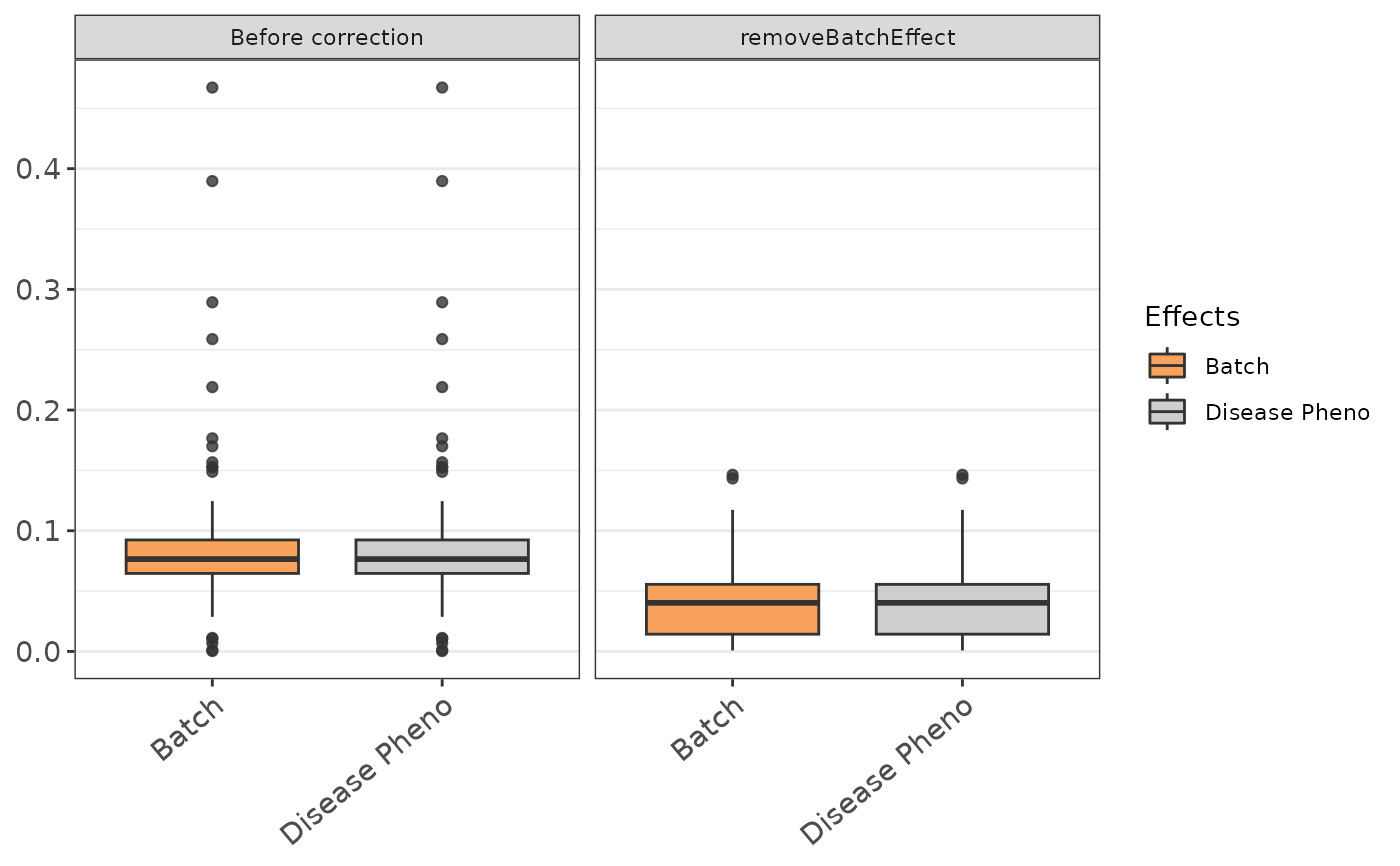 Before correction
removeBatchEffect
0.4
0.3
0.2
0.1
0.0
Batch
Disease Pheno
Batch
Disease Pheno
Effects
Batch
Disease Pheno